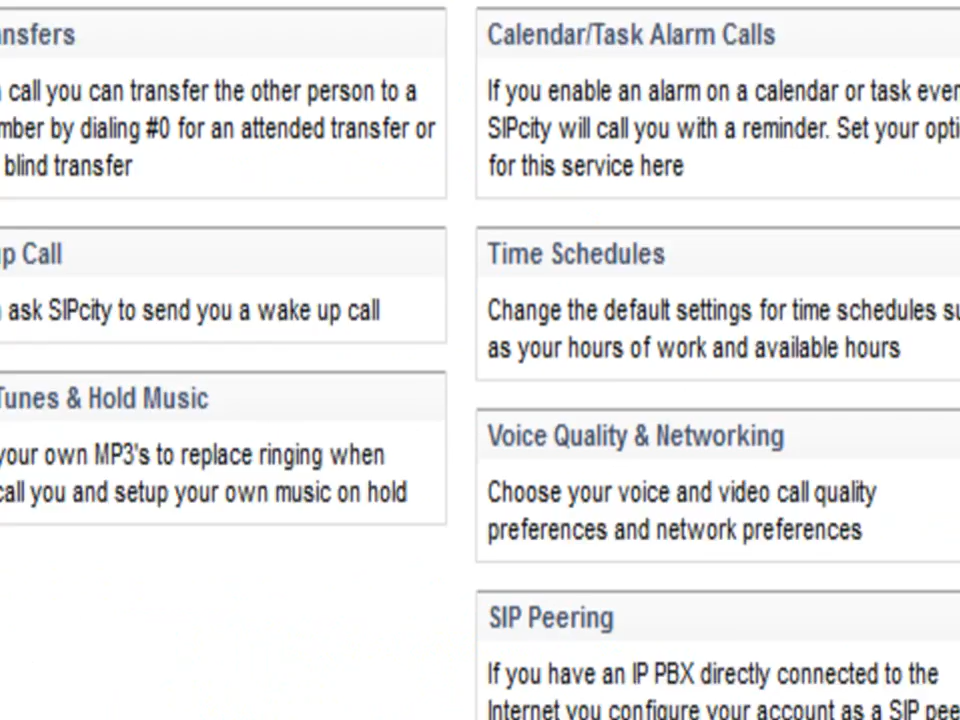 nsfers
call you can transfer the other person to a
mber by dialing #0 for an attended transfer or
blind transfer
p Call
ask SIPcity to send you a wake up call
Tunes & Hold Music
your own MP3's to replace ringing when
call you and setup your own music on hold
Calendar/Task Alarm Calls
If you enable an alarm on a calendar or task ever
SIPcity will call you with a reminder. Set your opti
for this service here
Time Schedules
Change the default settings for time schedules su
as your hours of work and available hours
Voice Quality & Networking
Choose your voice and video call quality
preferences and network preferences
SIP Peering
If you have an IP PBX directly connected to the
Internet you configure your account as a SIP pee